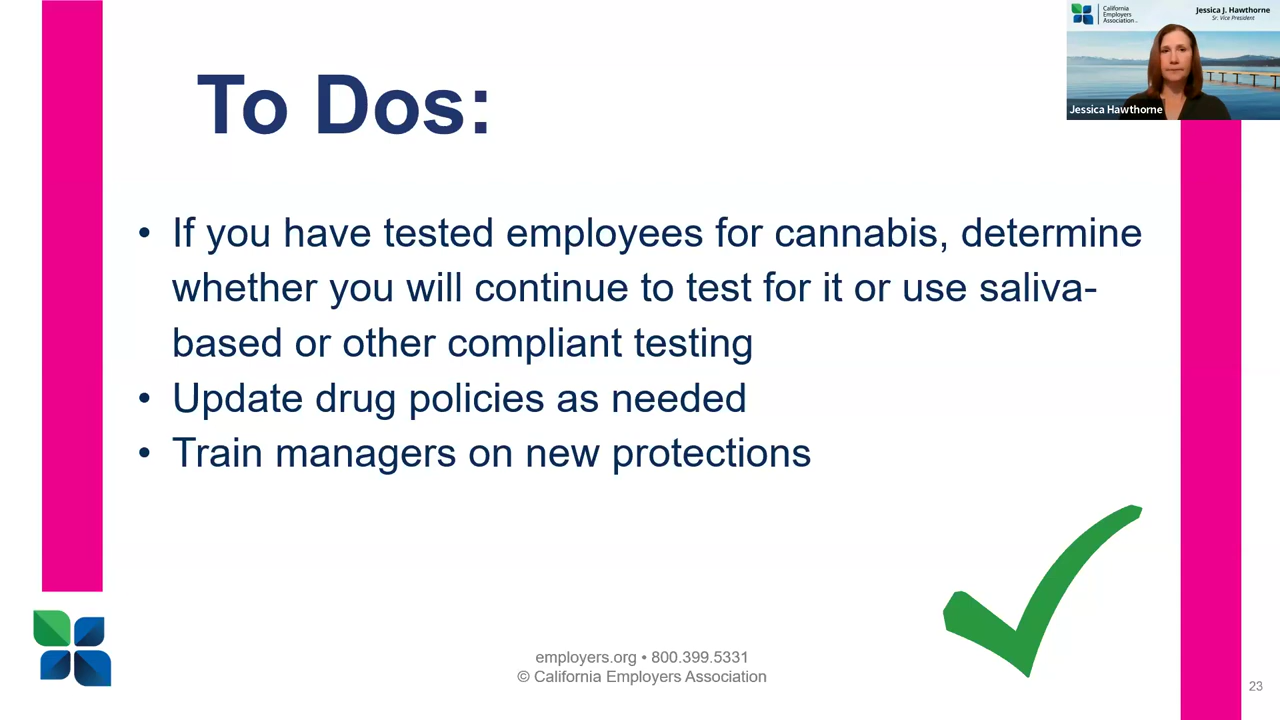 California
Employers
Association
Jessica J. Hawthorne
Sr. Vice President
Jessica Hawthorne
To Dos:
• If you have tested employees for cannabis, determine
whether you will continue to test for it or use saliva-
based or other compliant testing
• Update drug policies as needed
• Train managers on new protections
employers.org • 800.399.5331
© California Employers Association
23